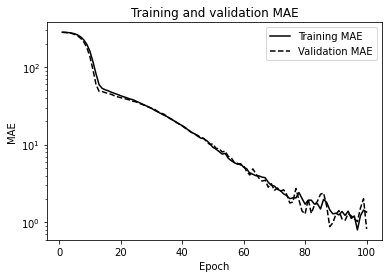 Training and validation MAE
Training MAE
Validation MAE
MAE
10²
10¹
10⁰
0 20 40 60 80 100
Epoch